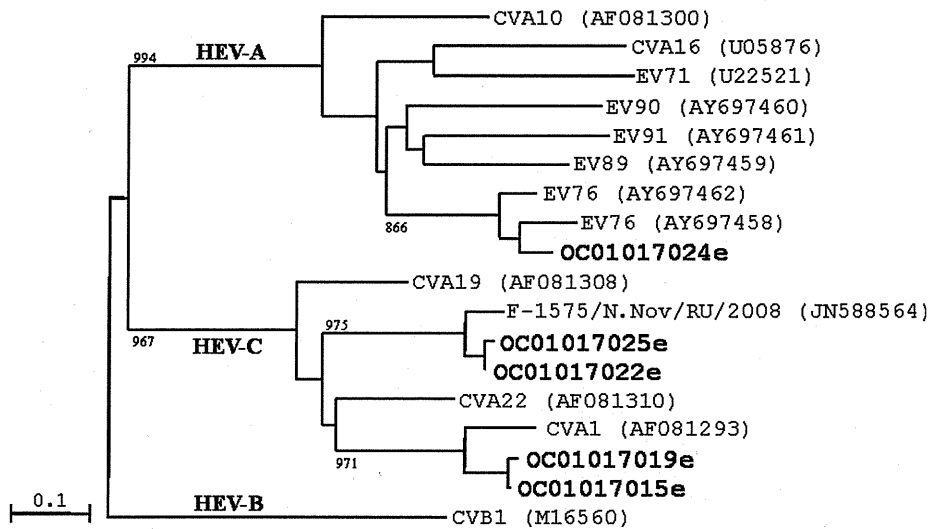 CVA10 (AF081300)
994
HEV-A
CVA16 (U05876)
EV71 (U22521)
EV90 (AY697460)
EV91 (AY697461)
EV89 (AY697459)
EV76 (AY697462)
866
EV76 (AY697458)
OC01017024e
CVA19 (AF081308)
975
F-1575/N.Nov/RU/2008 (JN588564)
967
HEV-C
OC01017025e
OC01017022e
CVA22 (AF081310)
CVA1 (AF081293)
971
OC01017019e
OC01017015e
0.1
HEV-B
CVB1 (M16560)